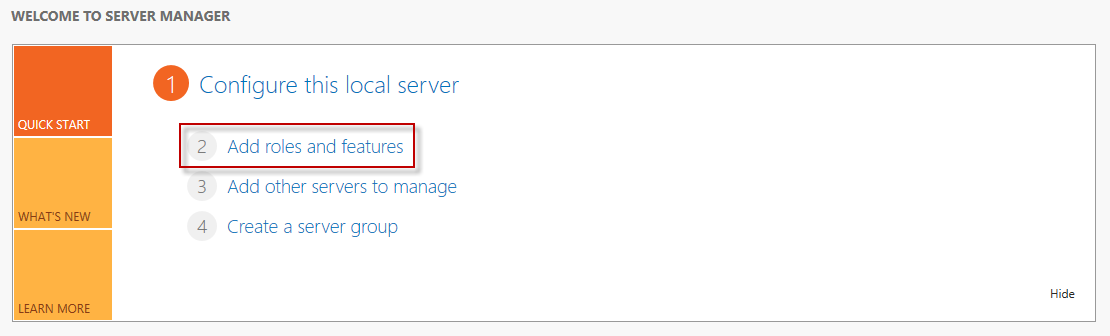 WELCOME TO SERVER MANAGER
QUICK START
WHAT'S NEW
LEARN MORE
1 Configure this local server
2 Add roles and features
3 Add other servers to manage
4 Create a server group
Hide